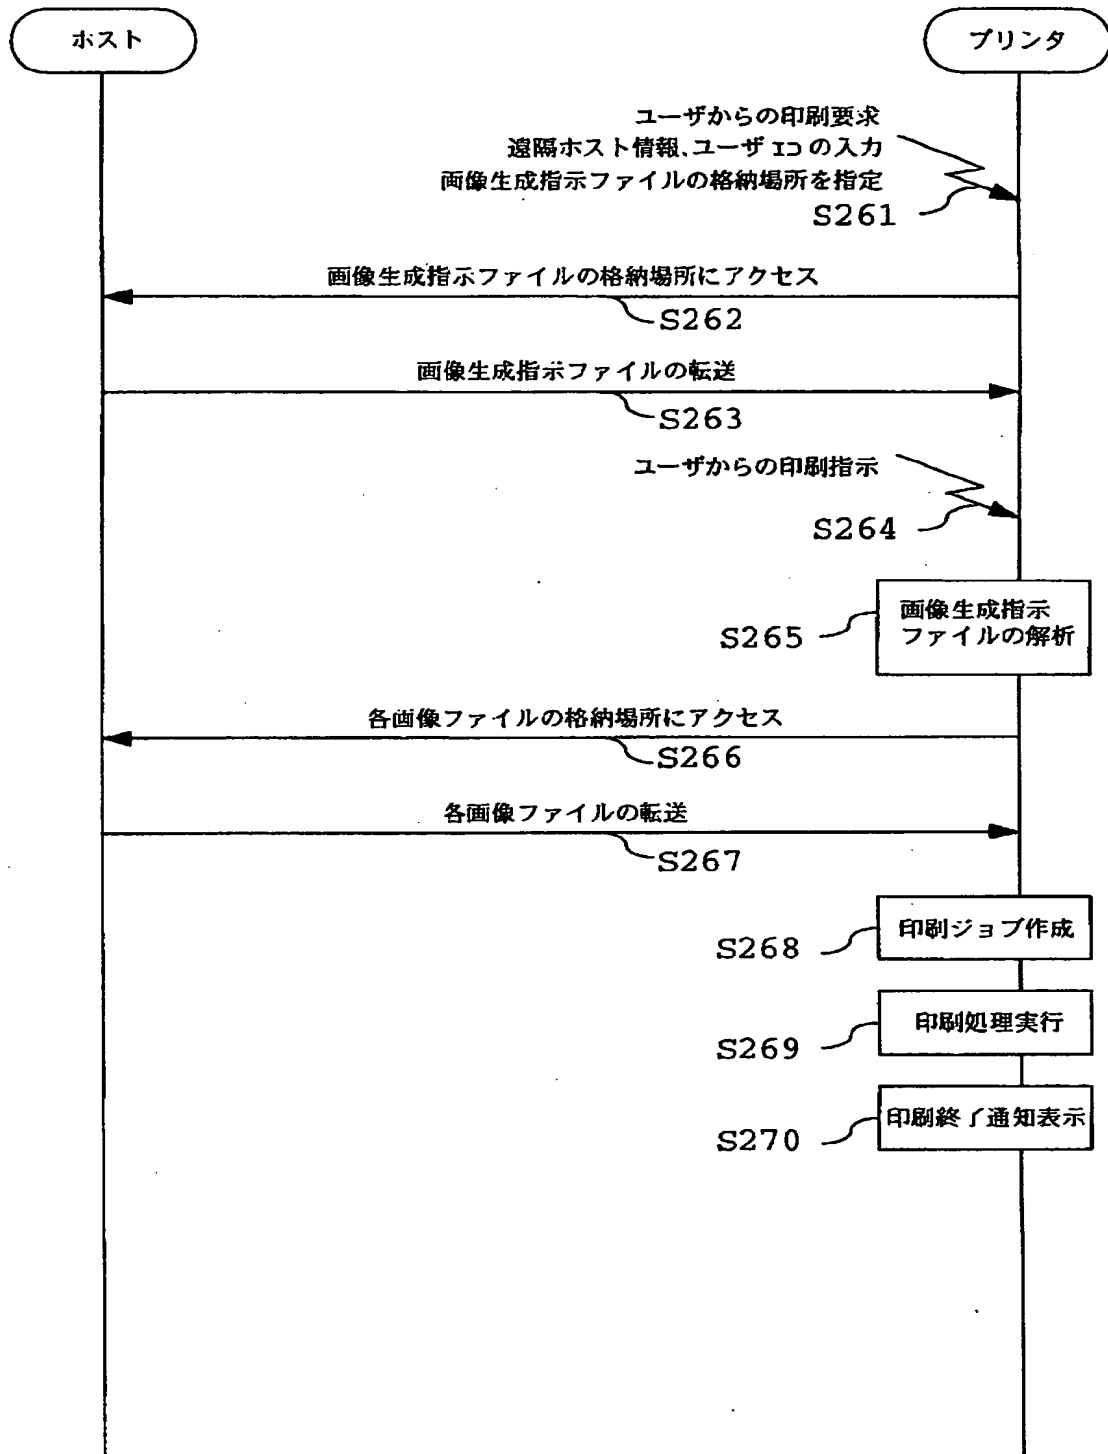 ホスト
プリンタ
ユーザからの印刷要求
遠隔ホスト情報、ユーザ の入力
画像生成指示ファイルの格納場所を指定
S261
画像生成指示ファイルの格納場所にアクセス
S262
画像生成指示ファイルの転送
S263
ユーザからの印刷指示
S264
画像生成指示
ファイルの解析
S265
各画像ファイルの格納場所にアクセス
S266
各画像ファイルの転送
S267
印刷ジョブ作成
S268
印刷処理実行
S269
印刷終了通知表示
S270